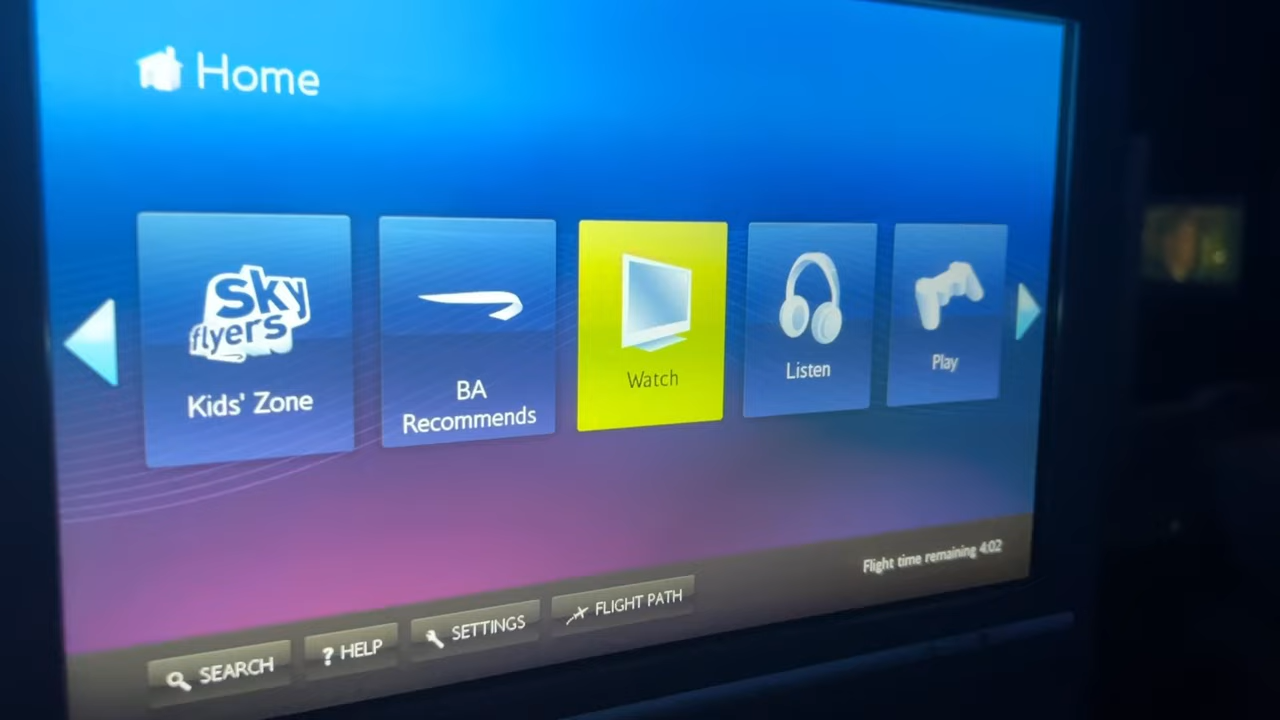 Home
Sky
flyers
Kids' Zone
BA
Recommends
Watch
Listen
Play
Flight time remaining 4:02
SEARCH
? HELP
SETTINGS
FLIGHT PATH